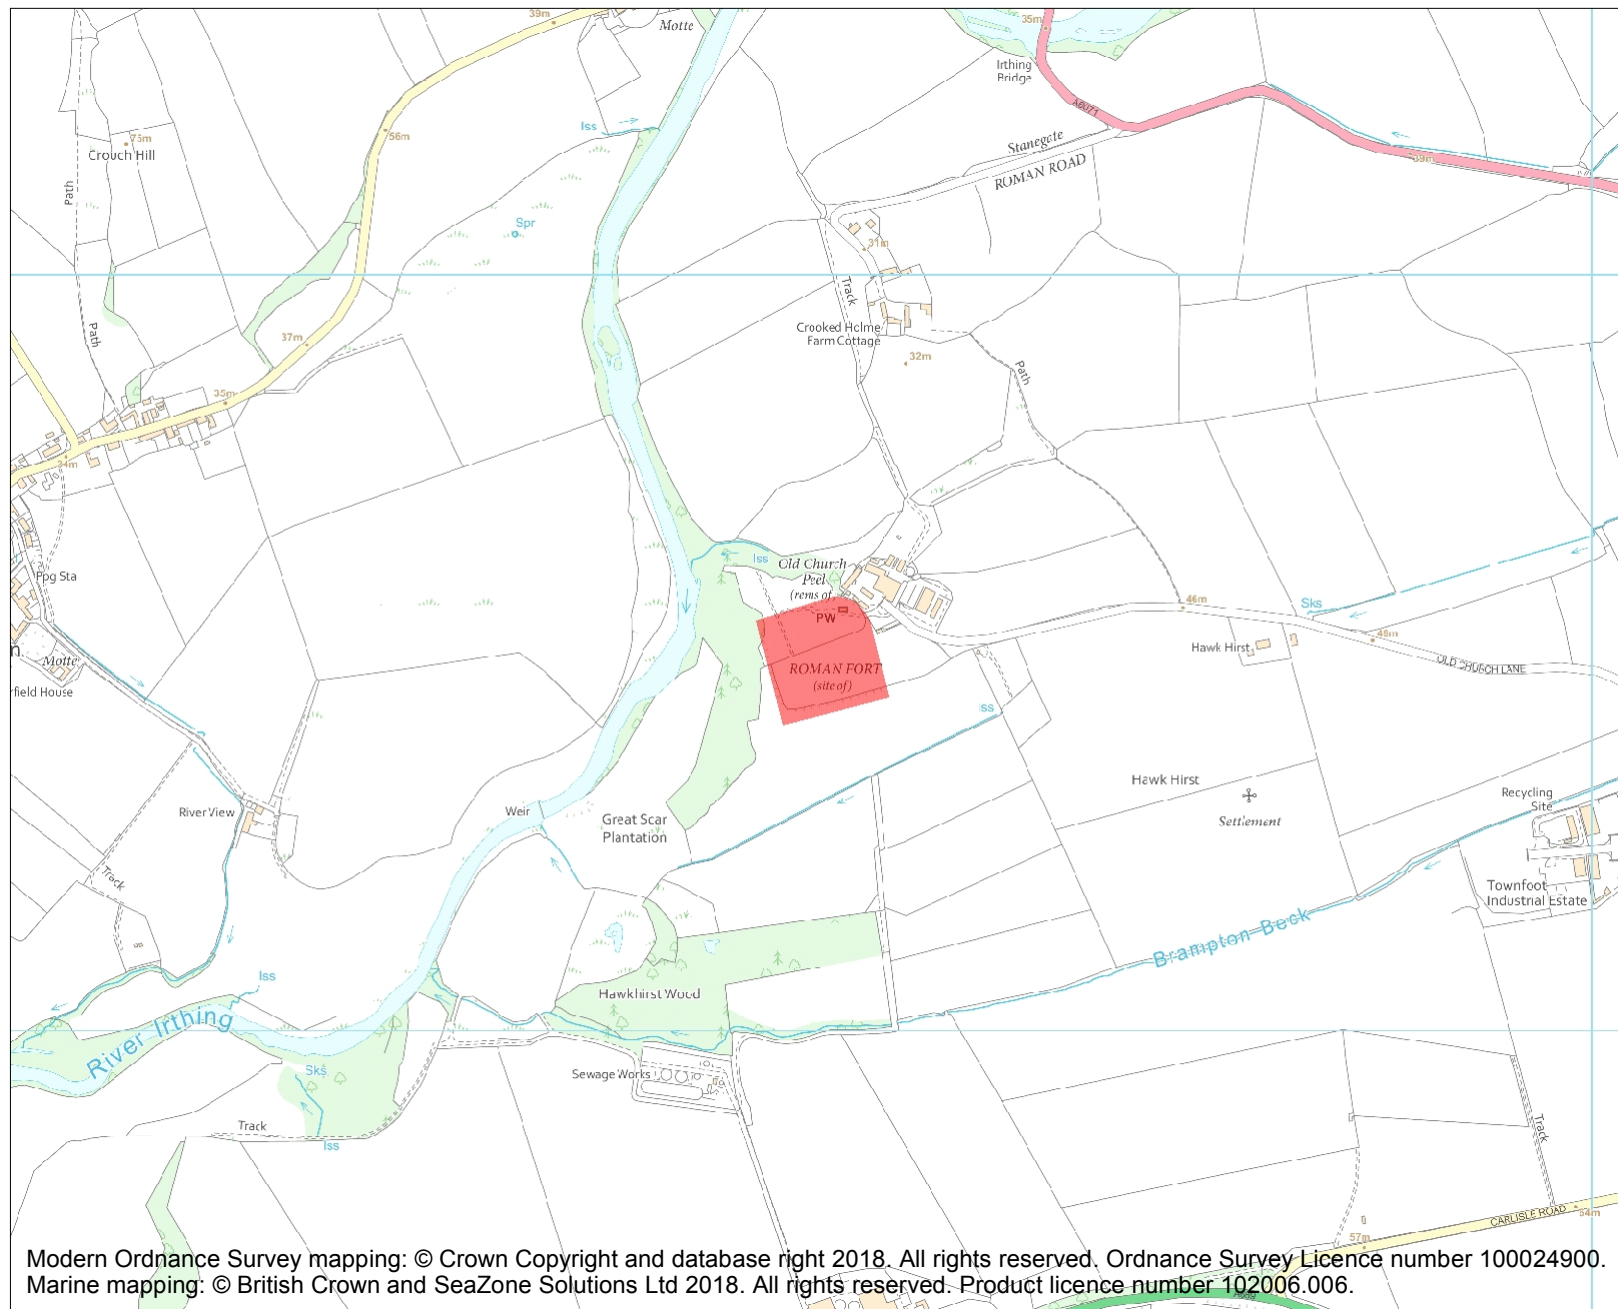 39m
Motte
35m
Irthing
Bridge
A6071
Iss
56m
75m
Crouch Hill
Stanegate
ROMAN ROAD
39m
Path
Spr
31m
Track
Path
Crooked Holme
Farm Cottage
37m
32m
Path
35m
34m
Ppg Sta
Iss
Old Church
Peel
(rems of
PW
46m
Sks
Motte
Hawk Hirst
48m
OLD CHURCH LANE
ROMAN FORT
(site of)
n
field House
Iss
Hawk Hirst
Settlement
Recycling
Site
River View
Weir
Great Scar
Plantation
Track
Townfoot
Industrial Estate
Brampton Beck
Iss
Hawkhirst Wood
River Irthing
Sks
Sewage Works
Track
Iss
Track
CARLISLE ROAD
54m
57m
Modern Ordnance Survey mapping: © Crown Copyright and database right 2018. All rights reserved. Ordnance Survey Licence number 100024900.
Marine mapping: © British Crown and SeaZone Solutions Ltd 2018. All rights reserved. Product licence number 102006.006.